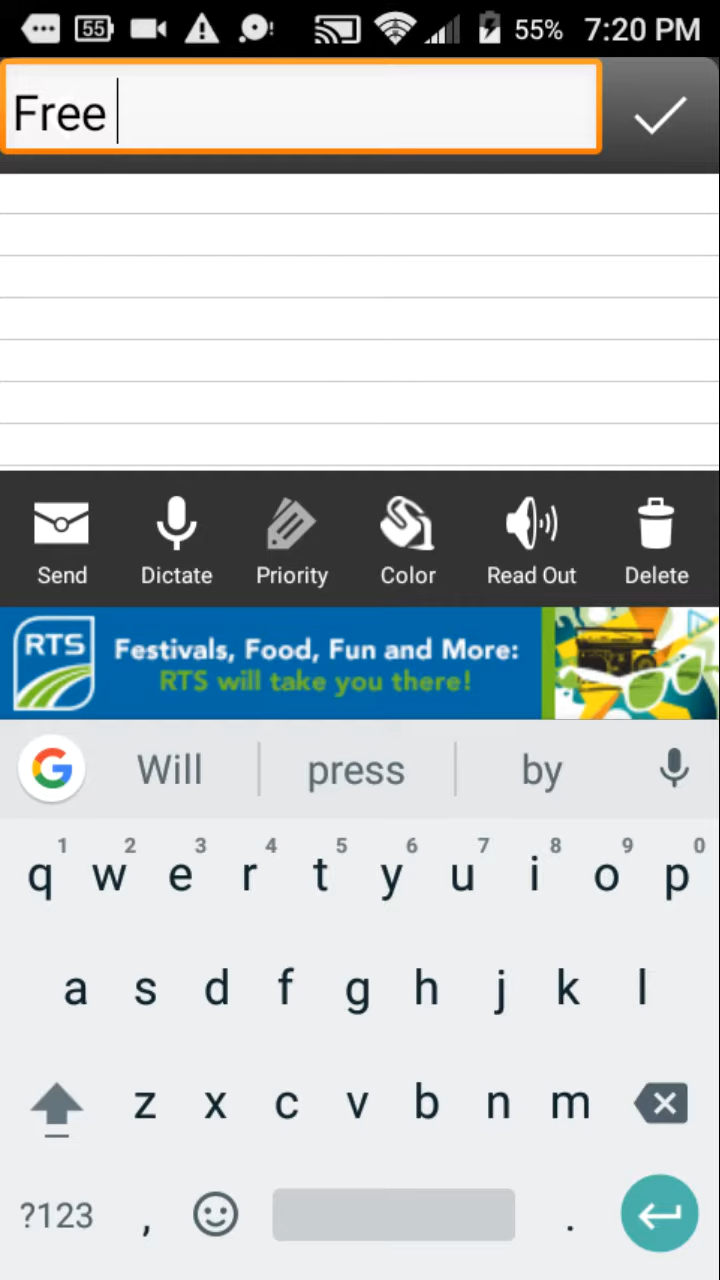 55 55% 7:20 PM
Free
Send Dictate Priority Color Read Out Delete
RTS
Festivals, Food, Fun and More:
RTS will take you there!
G Will press by
1 2 3 4 5 6 7 8 9 0
q w e r t y u i o p
a s d f g h j k l
z x c v b n m
?123 , .